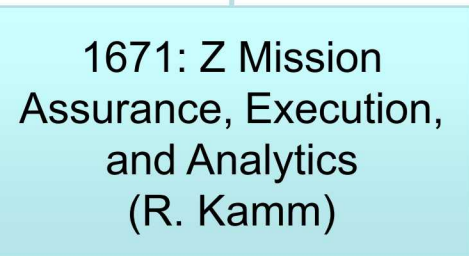 1671: Z Mission
Assurance, Execution,
and Analytics
(R. Kamm)